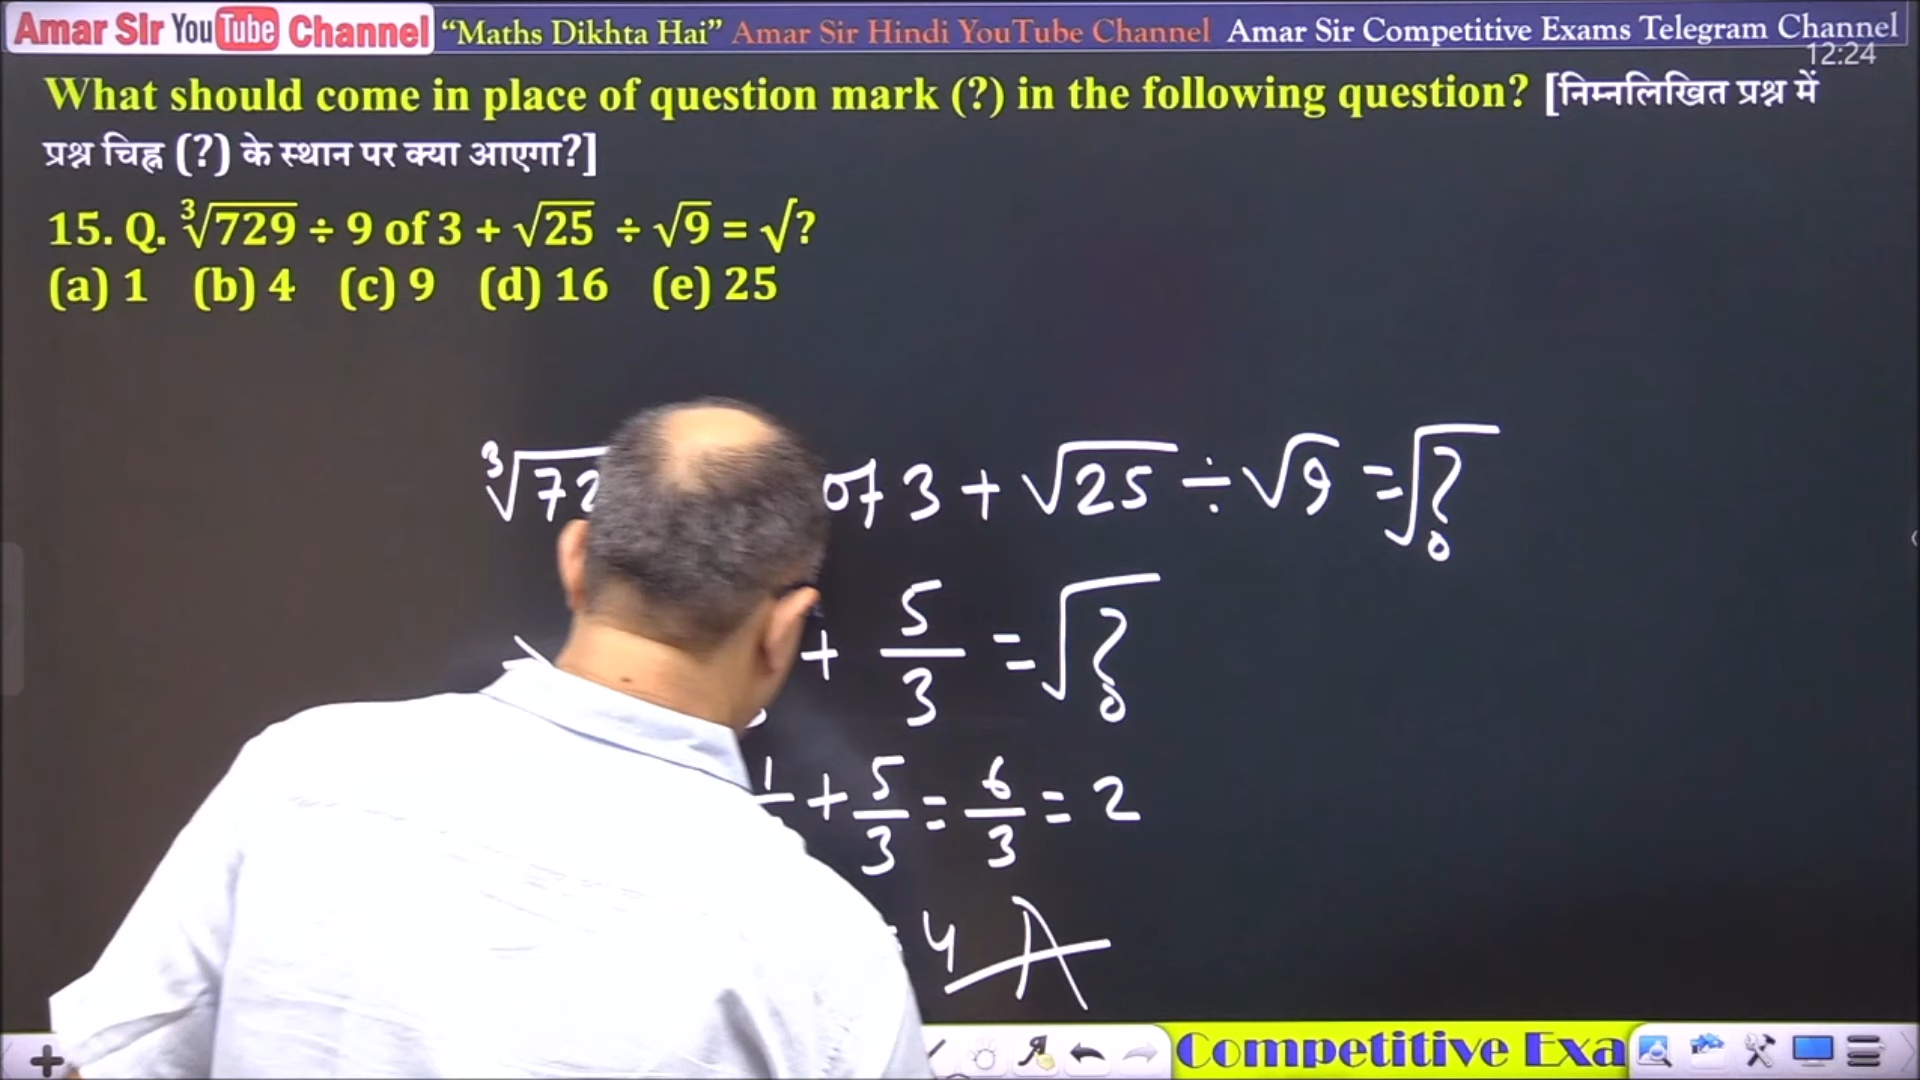 Amar Sir YouTube Channel "Maths Dikhta Hai" Amar Sir Hindi YouTube Channel Amar Sir Competitive Exams Telegram Channel
12:24
What should come in place of question mark (?) in the following question? [निम्नलिखित प्रश्न में
प्रश्न चिह्न (?) के स्थान पर क्या आएगा?]
15. Q. ∛729 ÷ 9 of 3 + √25 ÷ √9 = √?
(a) 1 (b) 4 (c) 9 (d) 16 (e) 25
∛72 of 3 + √25 ÷ √9 = √?
+ 5/3 = √?
1 + 5/3 = 6/3 = 2
4 A
Competitive Exa